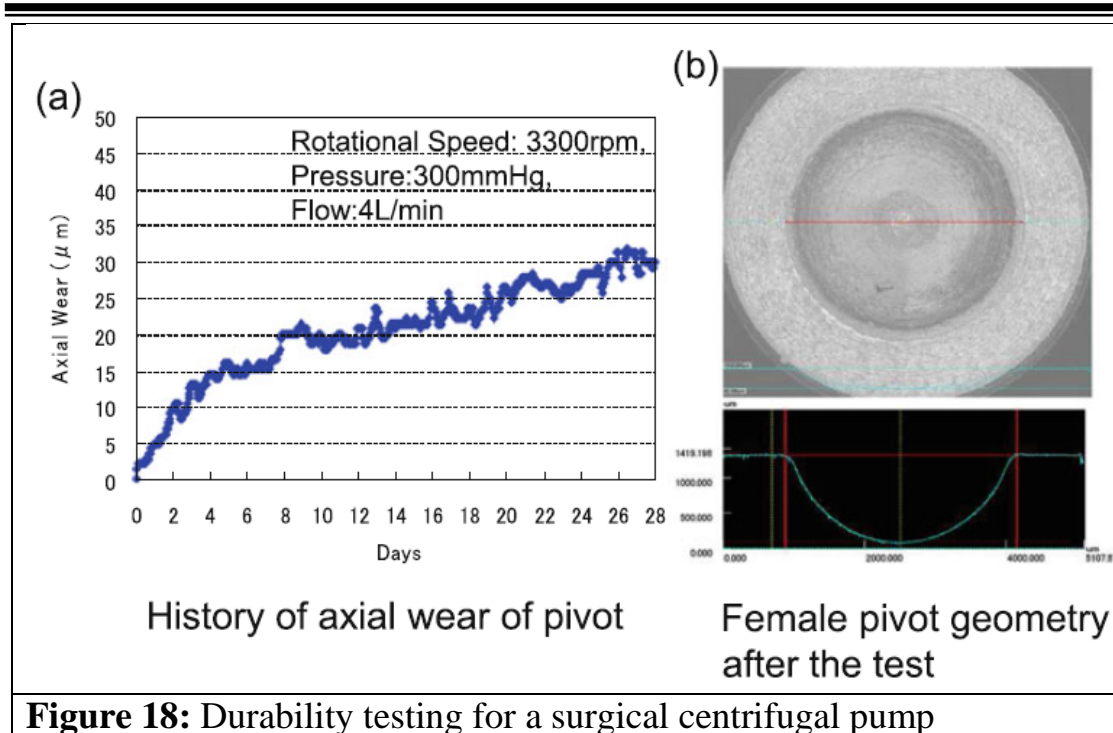 (a)
50
45
40
35
30
25
20
15
10
5
0
Axial Wear (μm)
Rotational Speed: 3300rpm,
Pressure:300mmHg,
Flow:4L/min
0 2 4 6 8 10 12 14 16 18 20 22 24 26 28
Days
History of axial wear of pivot
(b)
um
1419.198
1000.000
500.000
0.000
0.000 2000.000 4000.000
um
Female pivot geometry
after the test
Figure 18: Durability testing for a surgical centrifugal pump